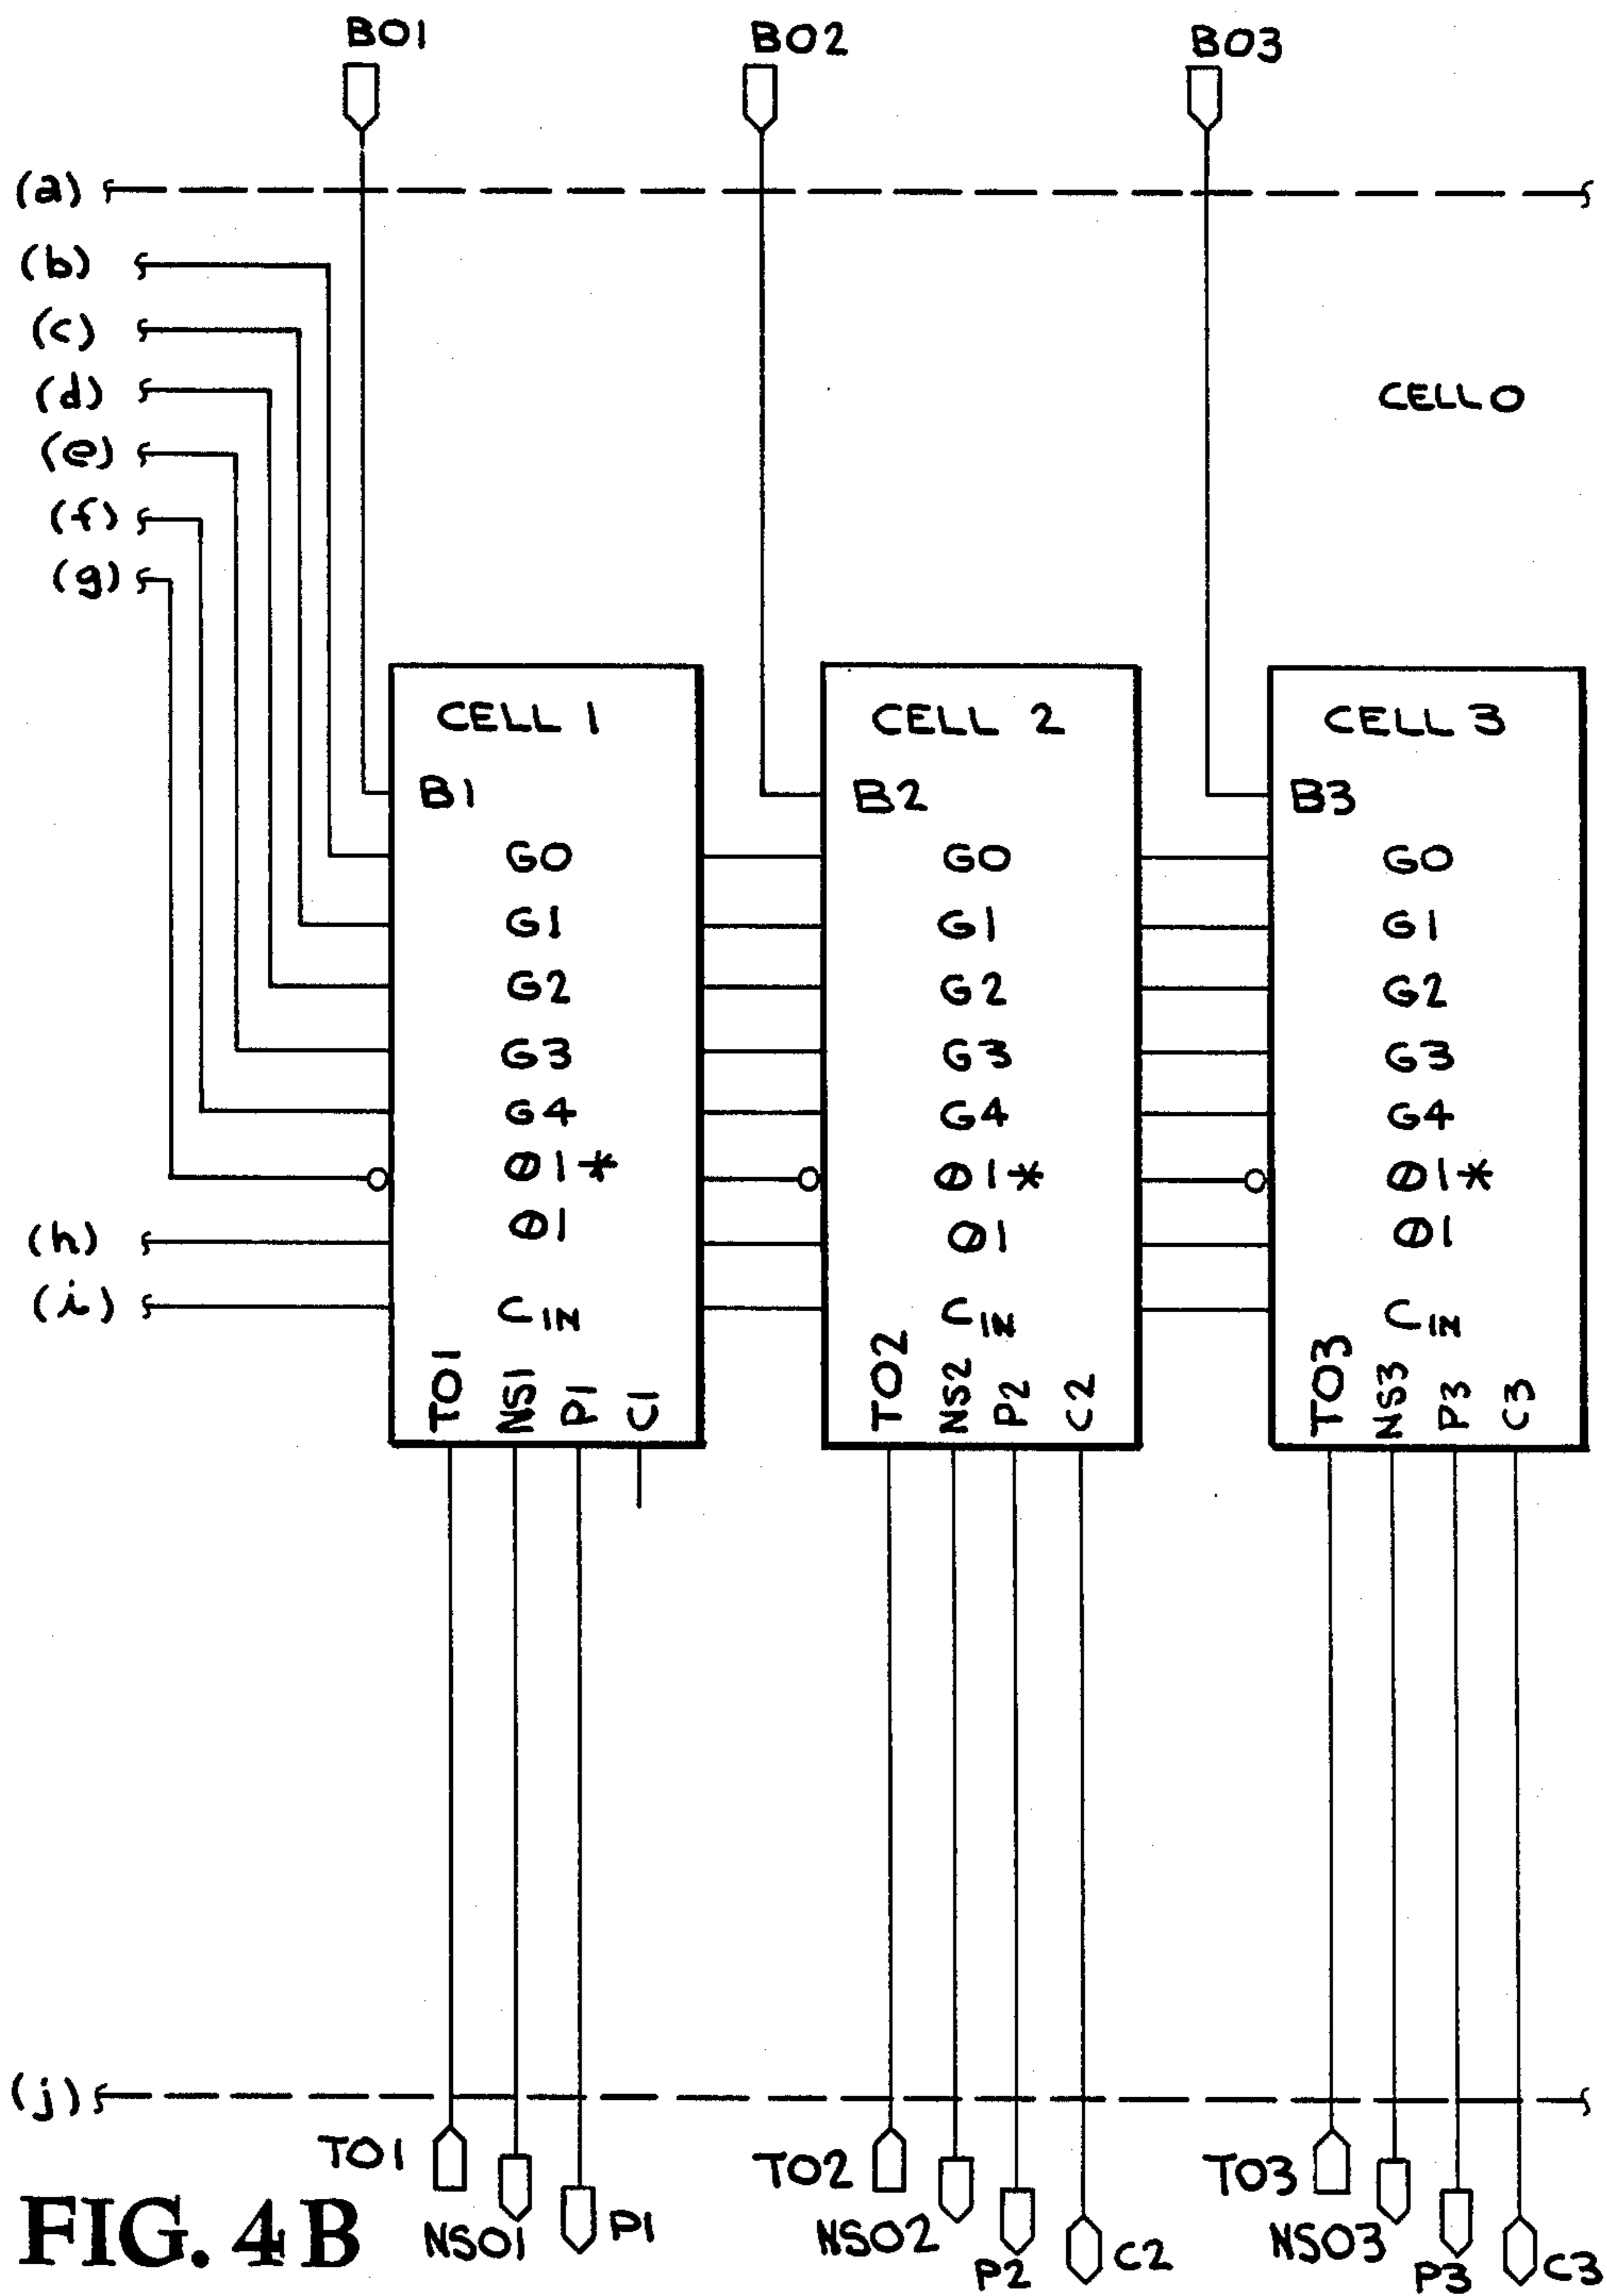 BO1 BO2 BO3
(a)
(b)
(c)
(d)
CELL O
(e)
(f)
(g)
CELL 1 CELL 2 CELL 3
B1 B2 B3
GO GO GO
G1 G1 G1
G2 G2 G2
G3 G3 G3
G4 G4 G4
Ø1* Ø1* Ø1*
(h) Ø1 Ø1 Ø1
(i) CIN CIN CIN
TO1 NS1 P1 C1 TO2 NS2 P2 C2 TO3 NS3 P3 C3
(j)
TO1 TO2 TO3
NSO1 P1 NSO2 P2 C2 NSO3 P3 C3
FIG. 4B